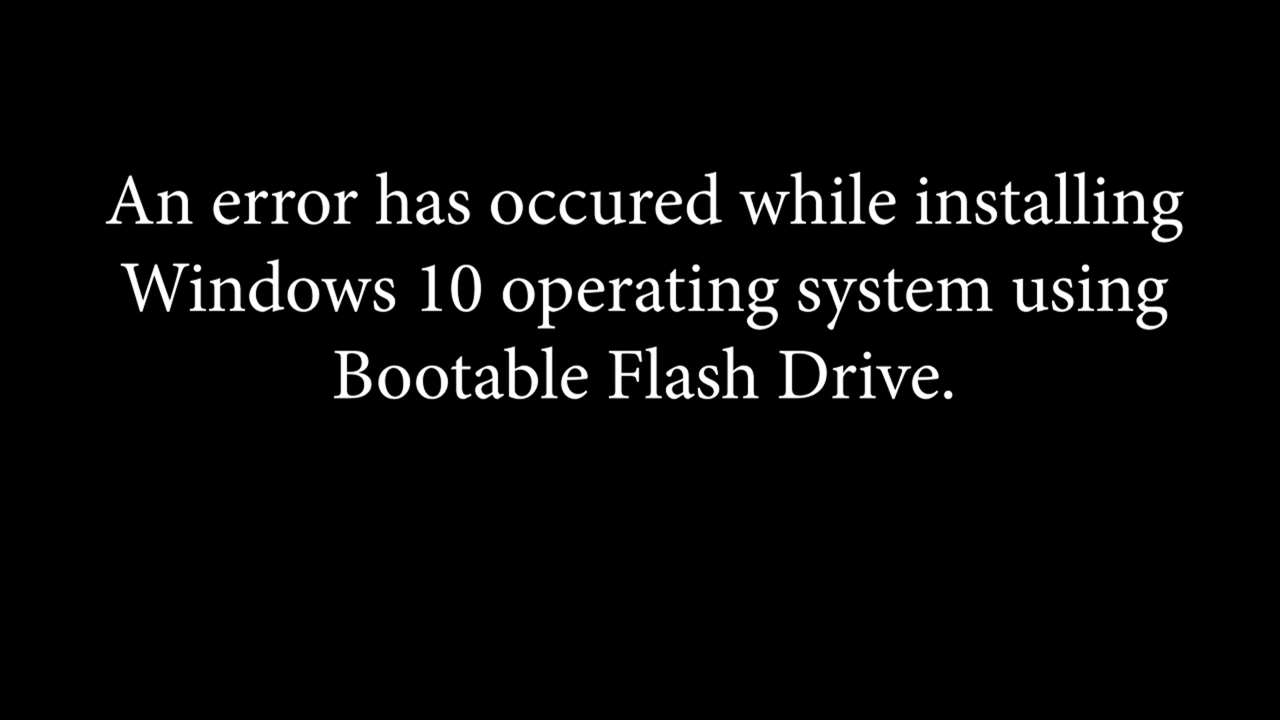 An error has occured while installing
Windows 10 operating system using
Bootable Flash Drive.